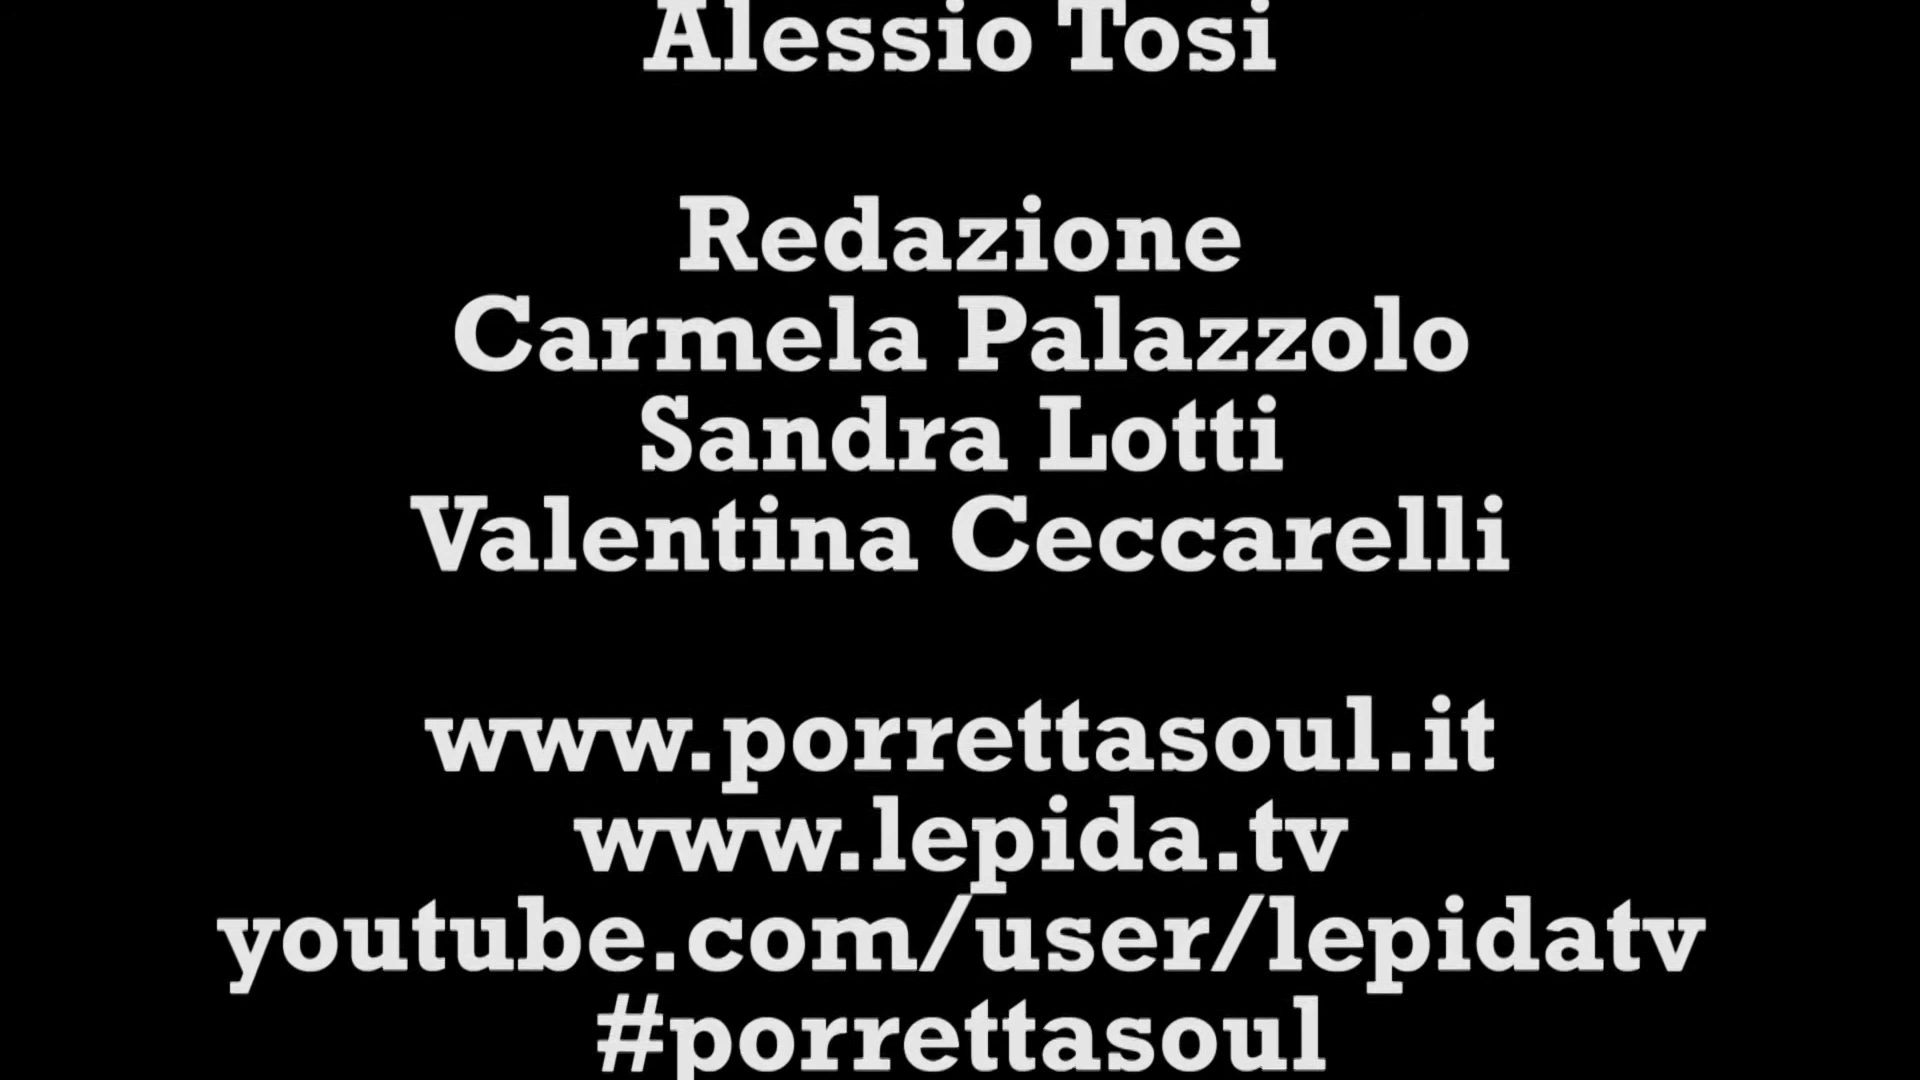 Alessio Tosi
Redazione
Carmela Palazzolo
Sandra Lotti
Valentina Ceccarelli
www.porrettasoul.it
www.lepida.tv
youtube.com/user/lepidatv
#porrettasoul